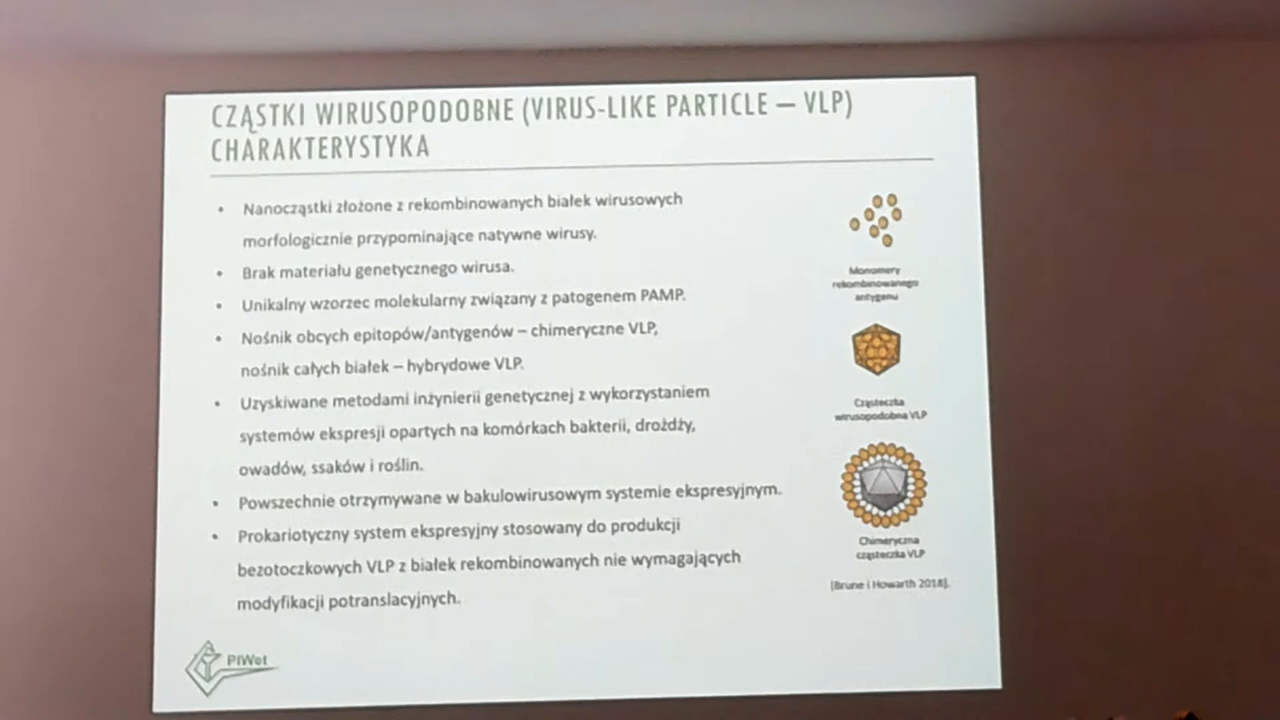 CZĄSTKI WIRUSOPODOBNE (VIRUS-LIKE PARTICLE – VLP)
CHARAKTERYSTYKA
• Nanocząstki złożone z rekombinowanych białek wirusowych
morfologicznie przypominające natywne wirusy.
• Brak materiału genetycznego wirusa.
• Unikalny wzorzec molekularny związany z patogenem PAMP.
• Nośnik obcych epitopów/antygenów – chimeryczne VLP,
nośnik całych białek – hybrydowe VLP.
• Uzyskiwane metodami inżynierii genetycznej z wykorzystaniem
systemów ekspresji opartych na komórkach bakterii, drożdży,
owadów, ssaków i roślin.
• Powszechnie otrzymywane w bakulowirusowym systemie ekspresyjnym.
• Prokariotyczny system ekspresyjny stosowany do produkcji
bezotoczkowych VLP z białek rekombinowanych nie wymagających
modyfikacji potranslacyjnych.
Monomery
rekombinowanego
antygenu
Cząsteczka
wirusopodobna VLP
Chimeryczna
cząsteczka VLP
[Brune i Howarth 2018].
PIWet